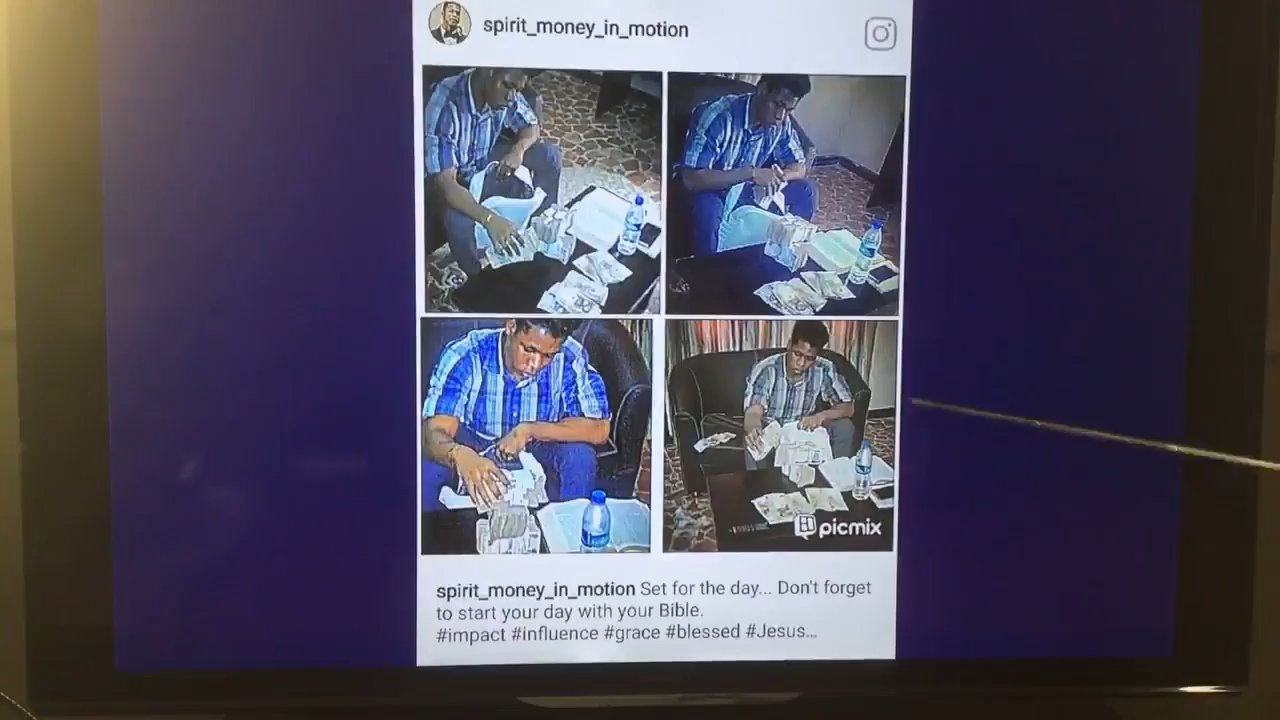 spirit_money_in_motion
picmix
spirit_money_in_motion Set for the day... Don't forget
to start your day with your Bible.
#impact #influence #grace #blessed #Jesus...